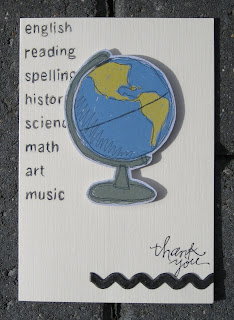 english
reading
spelling
histor
scienc
math
art
music
thank
you